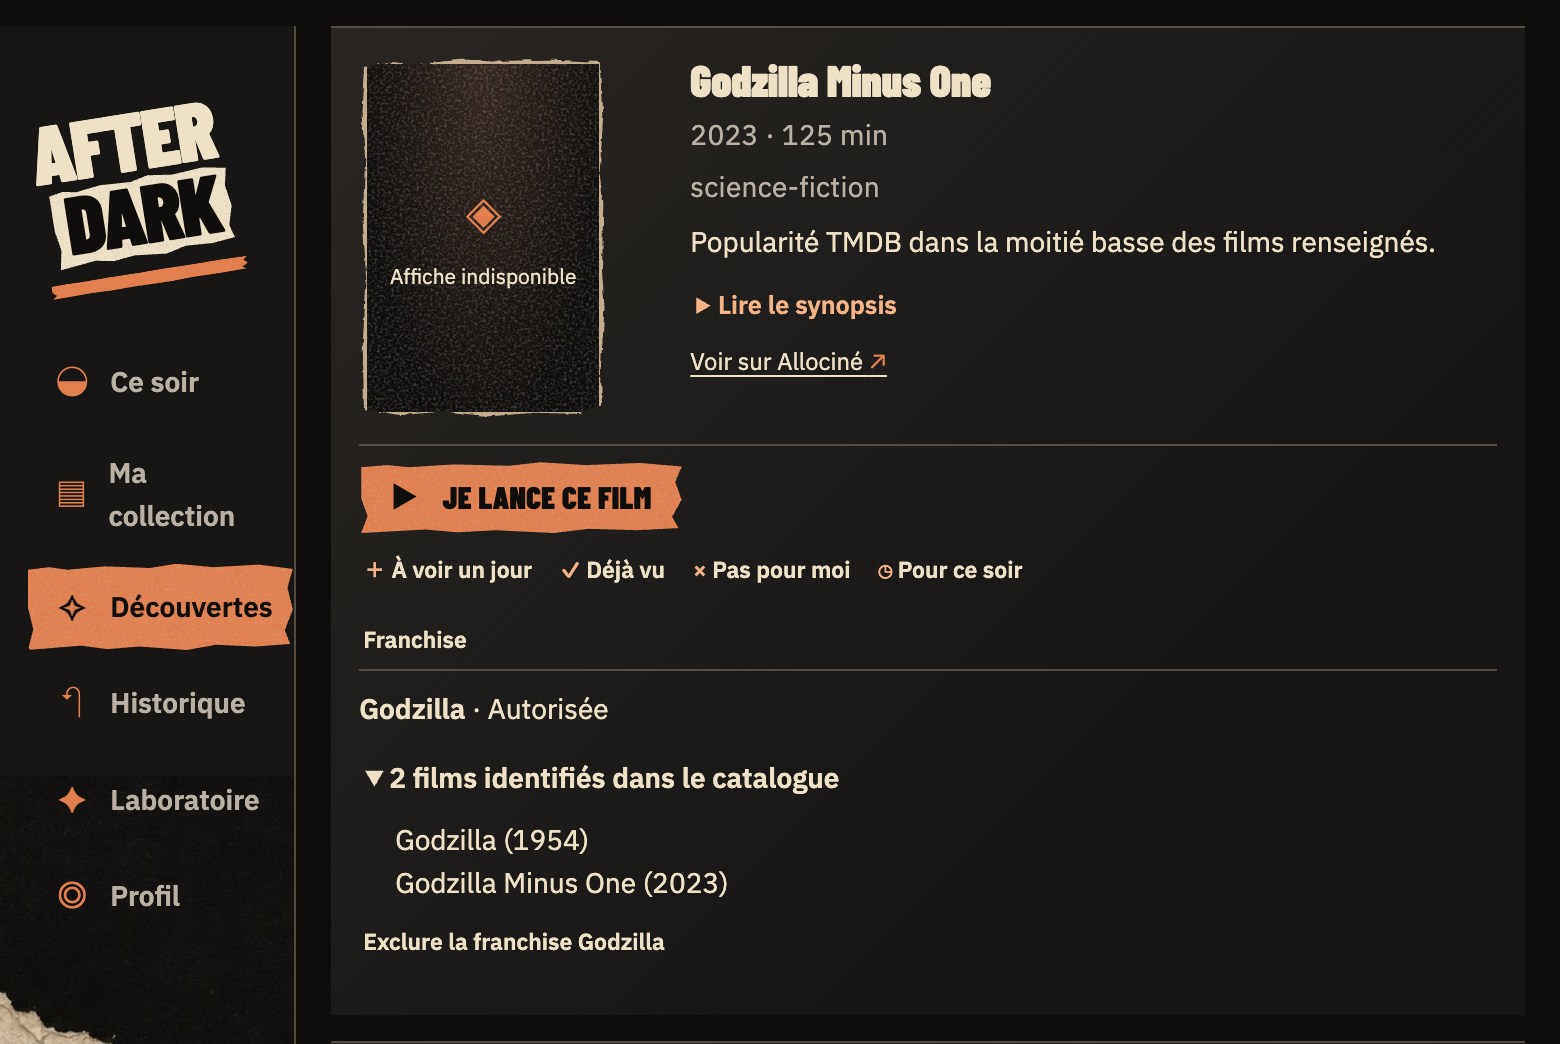 AFTER
DARK
Ce soir
Ma
collection
Découvertes
Historique
Laboratoire
Profil
Affiche indisponible
Godzilla Minus One
2023 · 125 min
science-fiction
Popularité TMDB dans la moitié basse des films renseignés.
Lire le synopsis
Voir sur Allociné
JE LANCE CE FILM
À voir un jour
Déjà vu
Pas pour moi
Pour ce soir
Franchise
Godzilla · Autorisée
2 films identifiés dans le catalogue
Godzilla (1954)
Godzilla Minus One (2023)
Exclure la franchise Godzilla